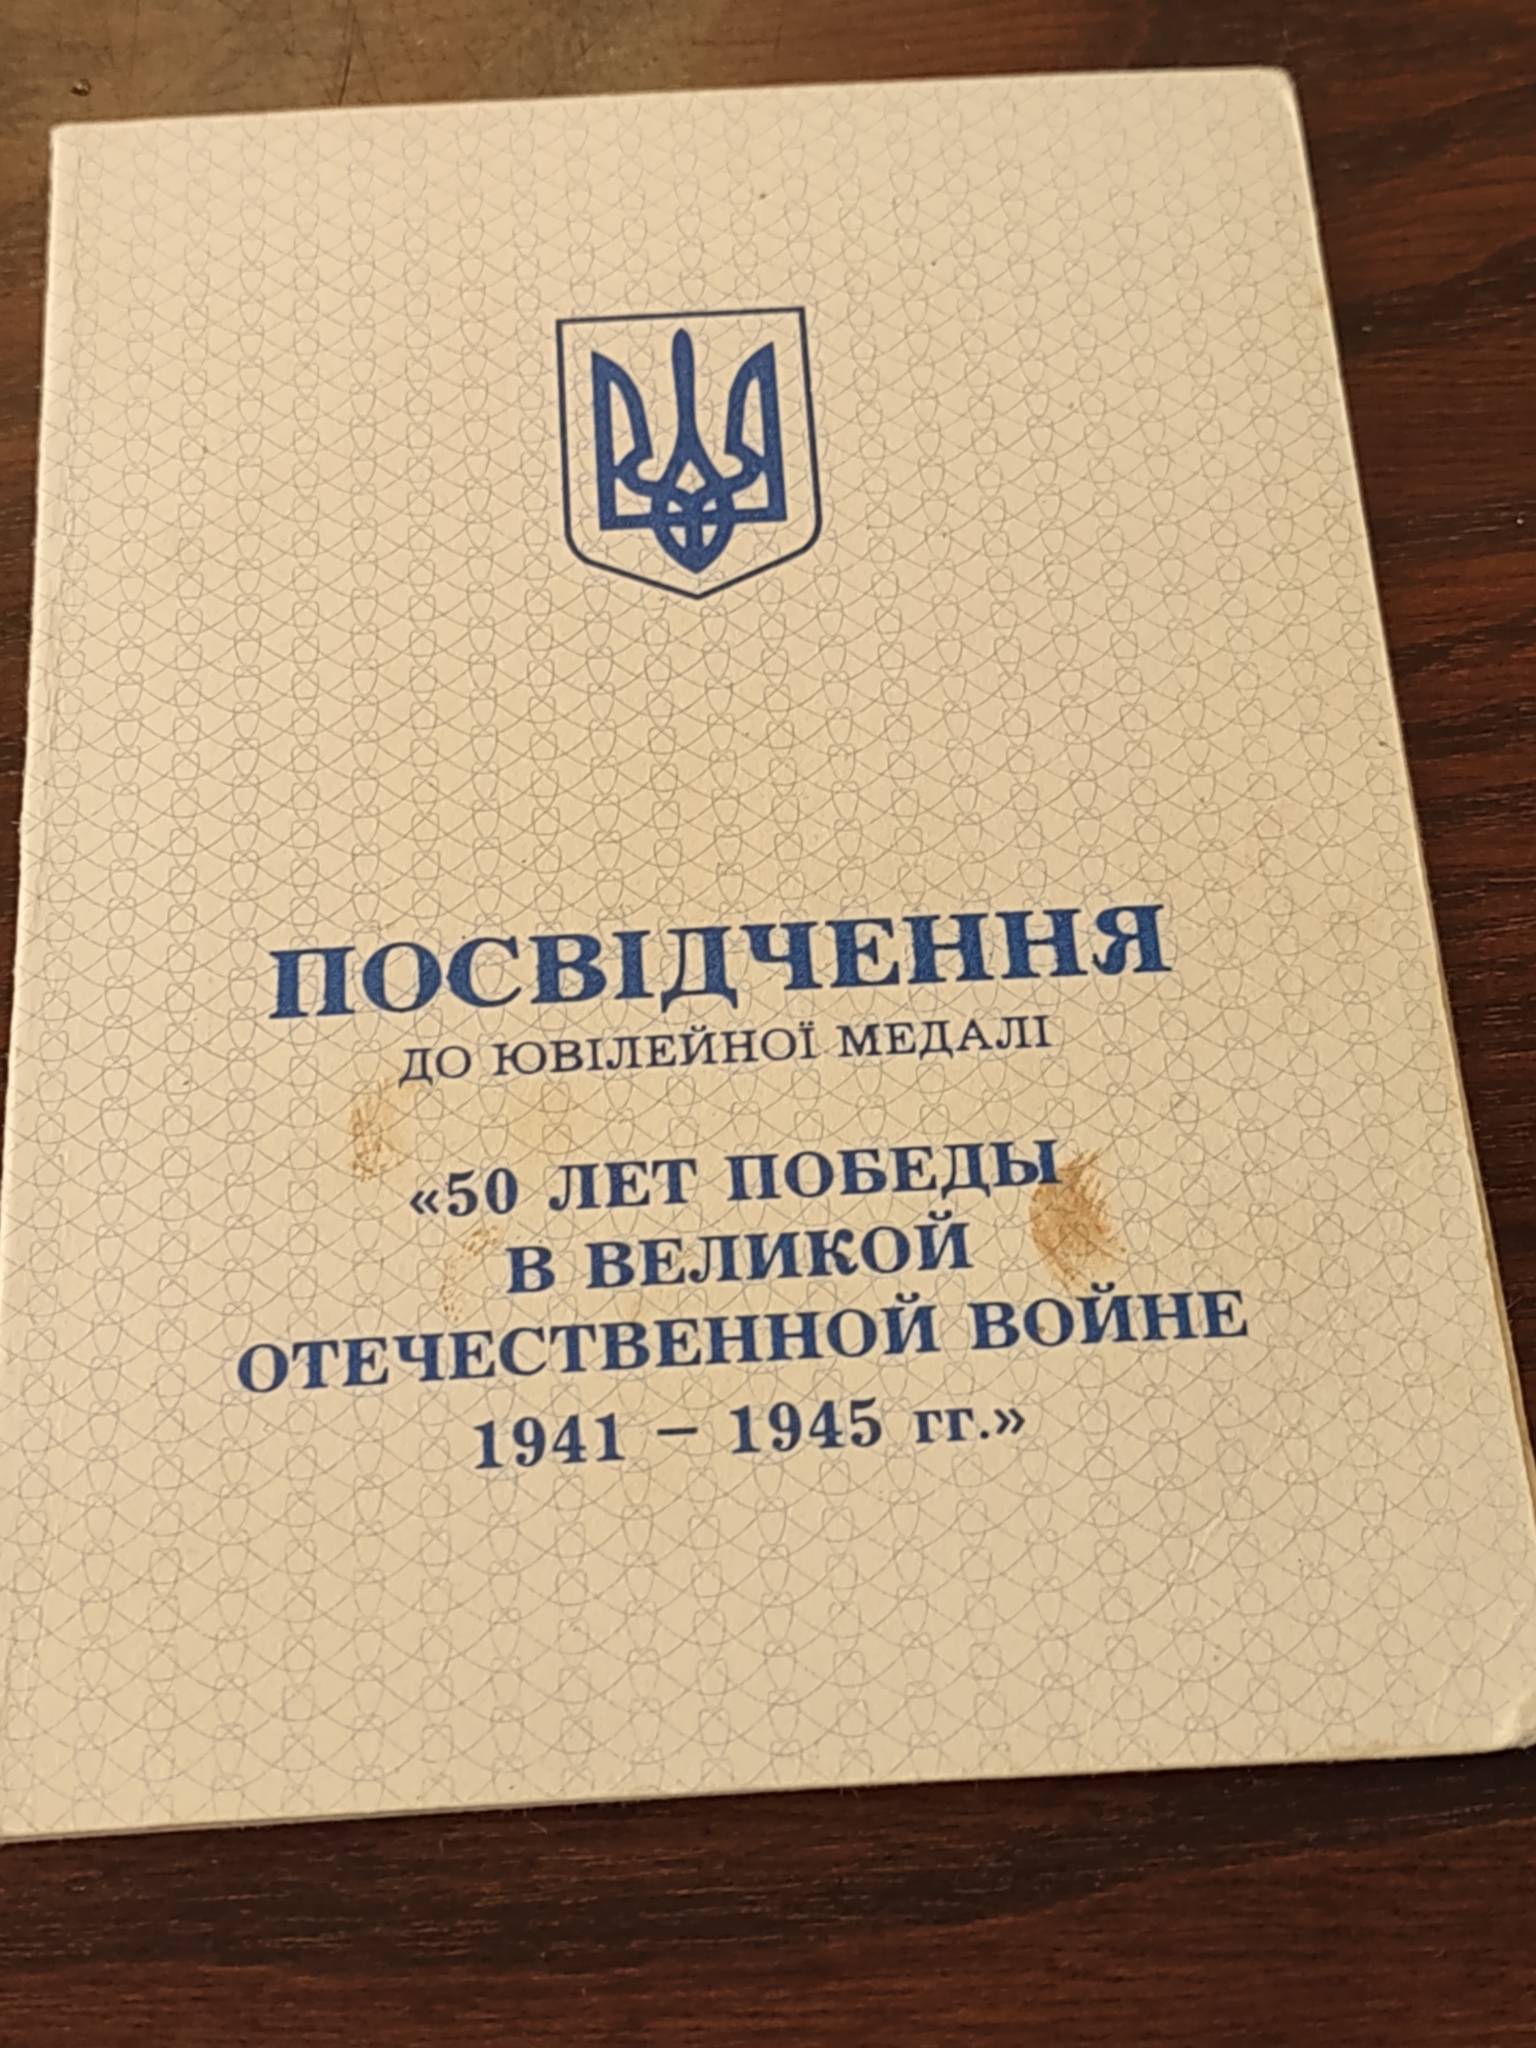 ПОСВІДЧЕННЯ
ДО ЮВІЛЕЙНОЇ МЕДАЛІ
«50 ЛЕТ ПОБЕДЫ
В ВЕЛИКОЙ
ОТЕЧЕСТВЕННОЙ ВОЙНЕ
1941 – 1945 гг.»